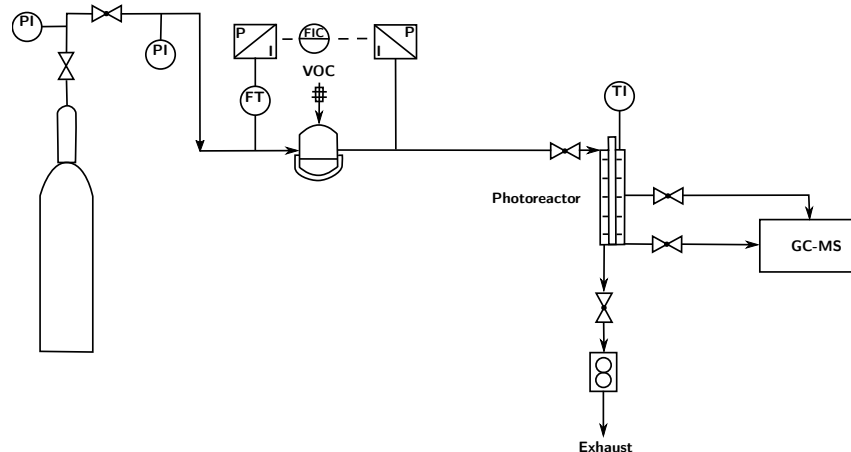 PI
PI
P
I
FIC
P
I
VOC
FT
TI
Photoreactor
GC-MS
Exhaust